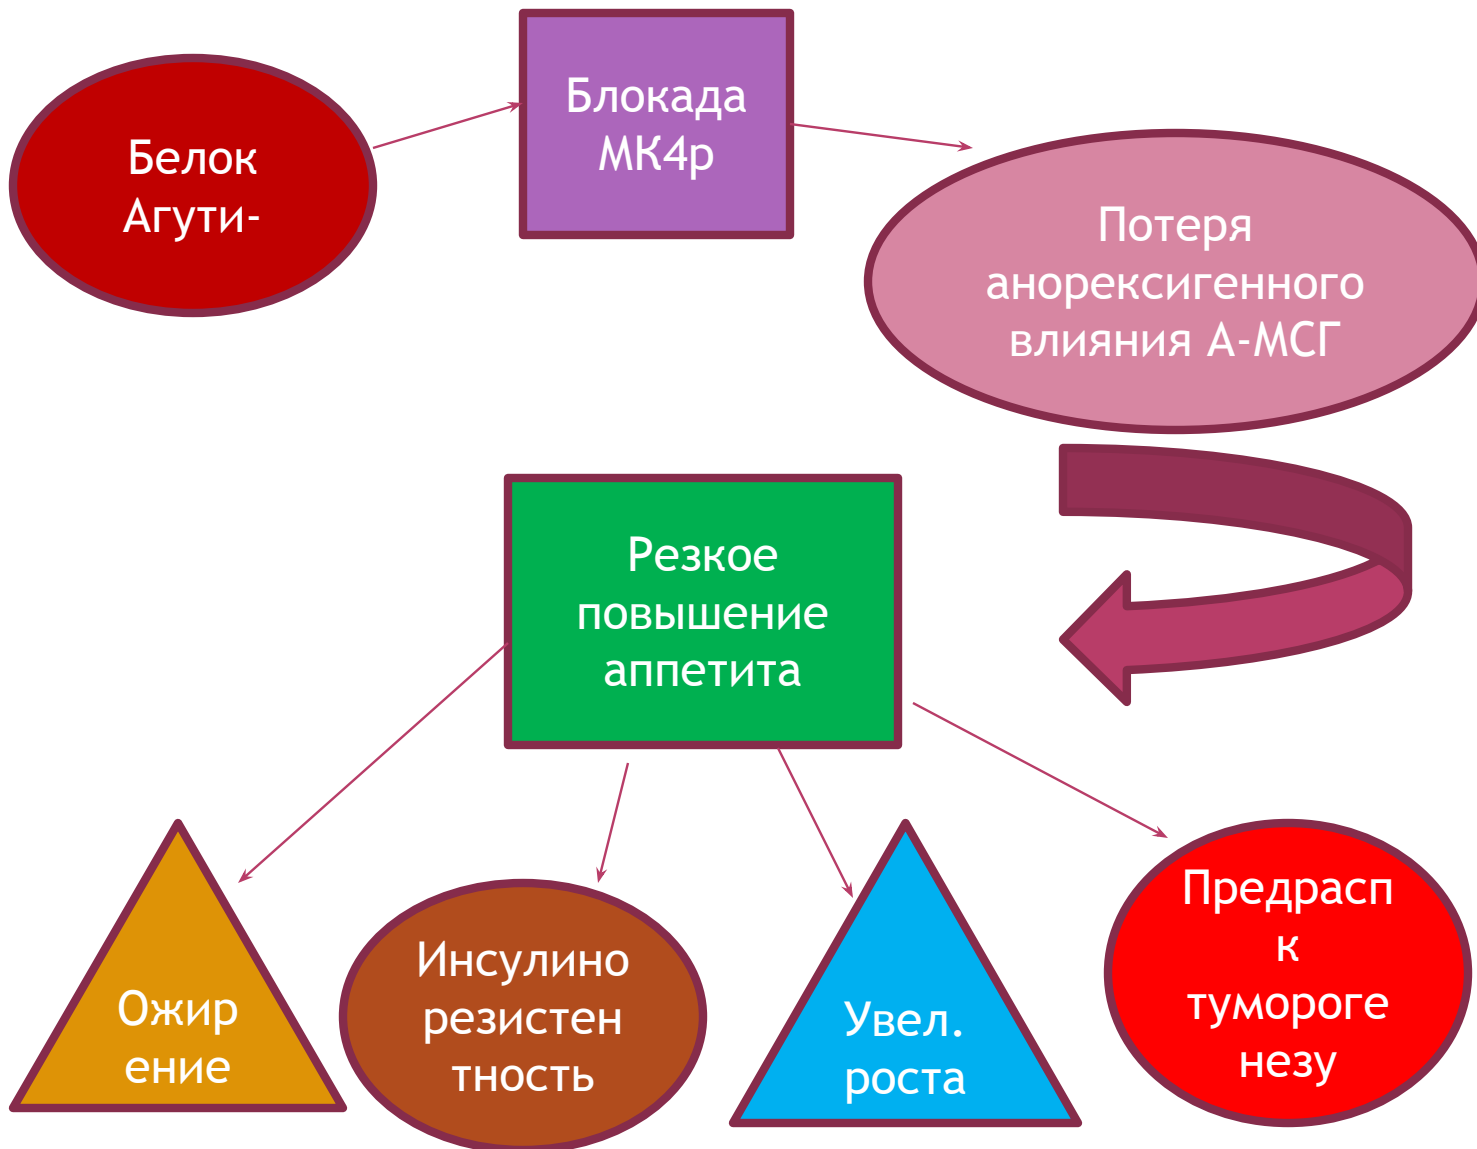 Белок
Агути-
Блокада
МК4р
Потеря
анорексигенного
влияния А-МСГ
Резкое
повышение
аппетита
Ожир
ение
Инсулино
резистен
тность
Увел.
роста
Предрасп
к
тумороге
незу